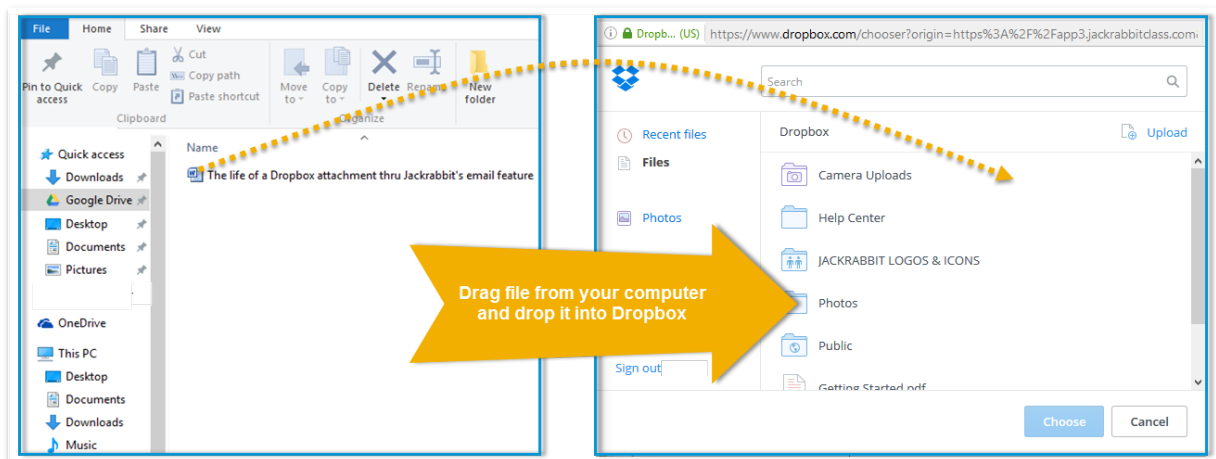 File Home Share View
Pin to Quick access
Copy
Paste
Cut
Copy path
Paste shortcut
Clipboard
Move to
Copy to
Delete
Rename
New folder
Organize
Quick access
Downloads
Google Drive
Desktop
Documents
Pictures
OneDrive
This PC
Desktop
Documents
Downloads
Music
Name
The life of a Dropbox attachment thru Jackrabbit's email feature
Drag file from your computer
and drop it into Dropbox
Dropb... (US) https://www.dropbox.com/chooser?origin=https%3A%2F%2Fapp3.jackrabbitclass.com
Search
Recent files
Files
Photos
Sign out
Dropbox
Upload
Camera Uploads
Help Center
JACKRABBIT LOGOS & ICONS
Photos
Public
Getting Started.pdf
Choose
Cancel